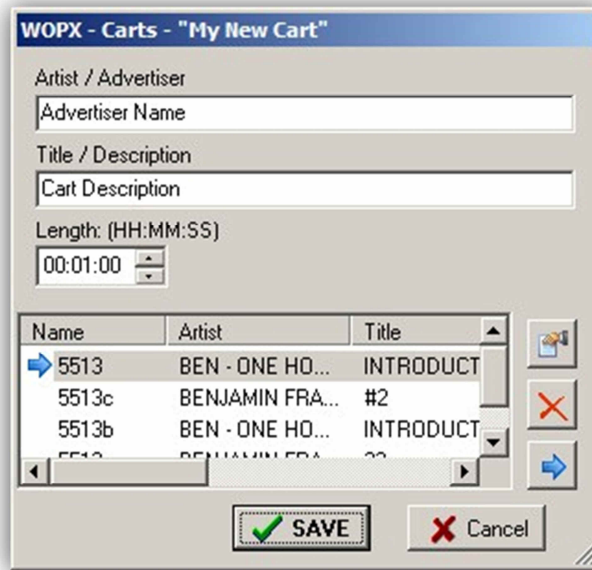 WOPX - Carts - "My New Cart"
Artist / Advertiser
Advertiser Name
Title / Description
Cart Description
Length: (HH:MM:SS)
00:01:00
Name Artist Title
5513 BEN - ONE HO... INTRODUCT
5513c BENJAMIN FRA... #2
5513b BEN - ONE HO... INTRODUCT
SAVE Cancel